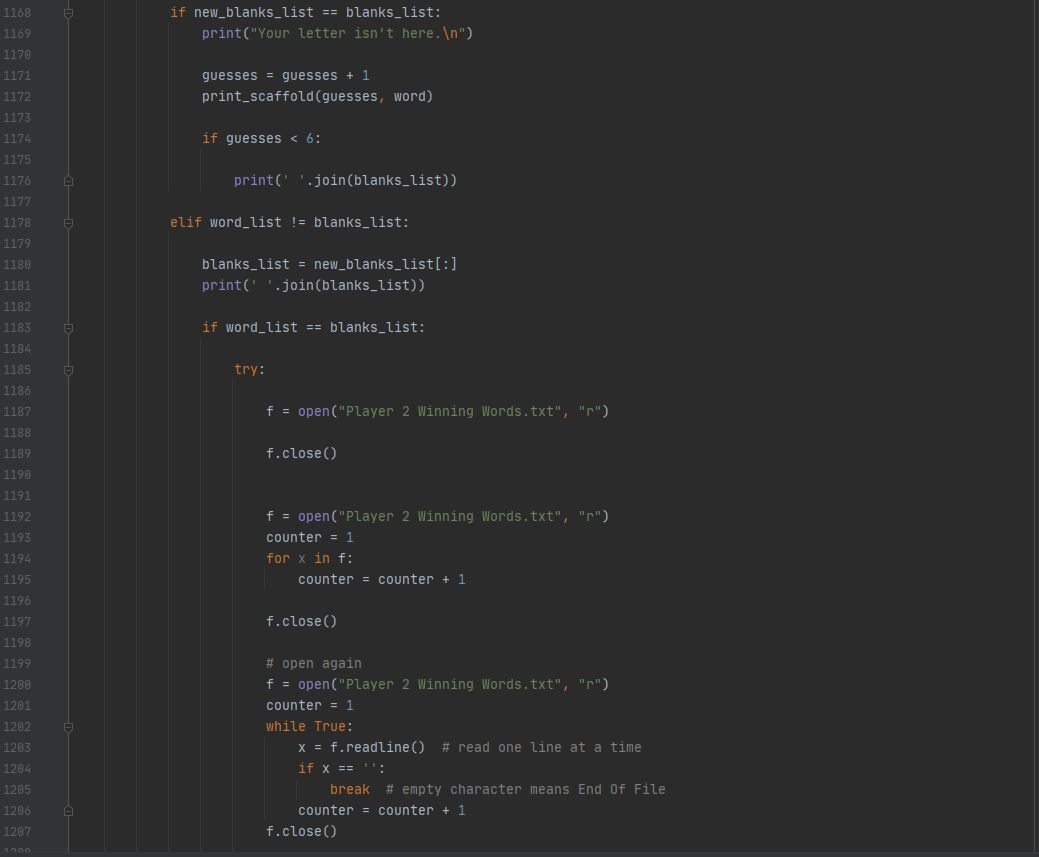 1168 if new_blanks_list == blanks_list:
1169 print("Your letter isn't here.\n")
1170
1171 guesses = guesses + 1
1172 print_scaffold(guesses, word)
1173
1174 if guesses < 6:
1175
1176 print(' '.join(blanks_list))
1177
1178 elif word_list != blanks_list:
1179
1180 blanks_list = new_blanks_list[:]
1181 print(' '.join(blanks_list))
1182
1183 if word_list == blanks_list:
1184
1185 try:
1186
1187 f = open("Player 2 Winning Words.txt", "r")
1188
1189 f.close()
1190
1191
1192 f = open("Player 2 Winning Words.txt", "r")
1193 counter = 1
1194 for x in f:
1195 counter = counter + 1
1196
1197 f.close()
1198
1199 # open again
1200 f = open("Player 2 Winning Words.txt", "r")
1201 counter = 1
1202 while True:
1203 x = f.readline()  # read one line at a time
1204 if x == '':
1205 break  # empty character means End Of File
1206 counter = counter + 1
1207 f.close()